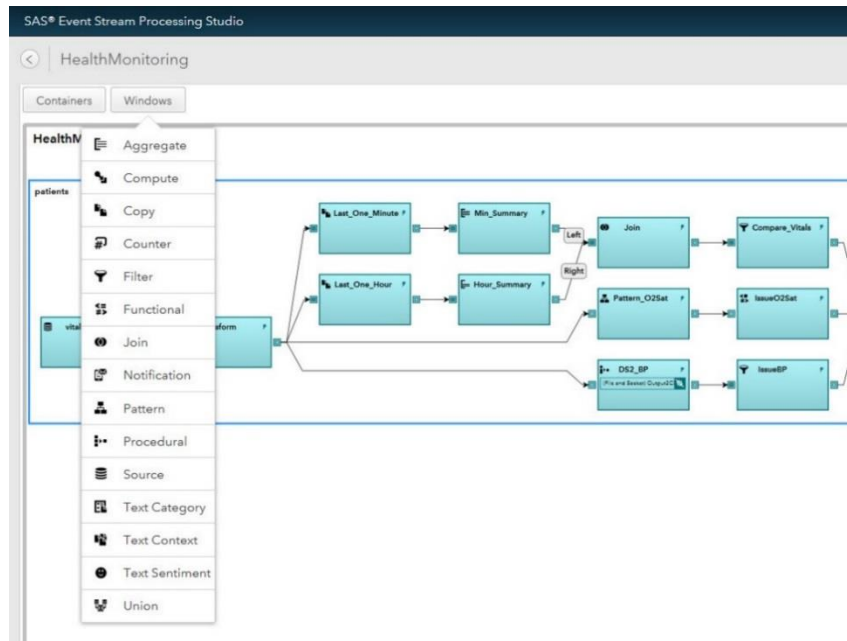 SAS® Event Stream Processing Studio
HealthMonitoring
Containers
Windows
HealthM
Aggregate
Compute
Copy
Counter
Filter
Functional
Join
Notification
Pattern
Procedural
Source
Text Category
Text Context
Text Sentiment
Union
patients
vital
sform
Last_One_Minute
Min_Summary
Last_One_Hour
Hour_Summary
Left
Right
Join
Compare_Vitals
Pattern_O2Sat
IssueO2Sat
DS2_BP
IssueBP